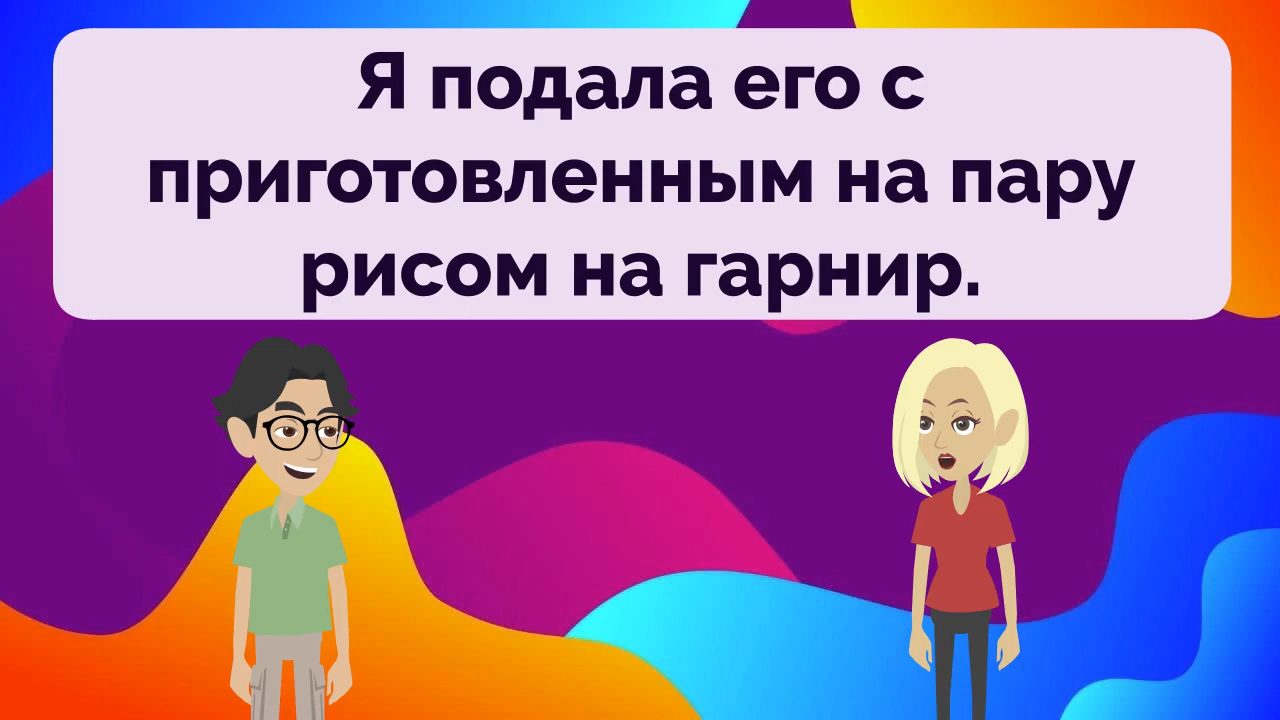 Я подала его с
приготовленным на пару
рисом на гарнир.